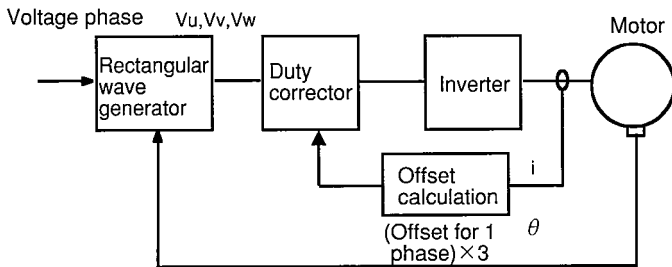 Voltage phase
Vu,Vv,Vw
Motor
Rectangular
wave
generator
Duty
corrector
Inverter
Offset
calculation
i
θ
(Offset for 1
phase)×3